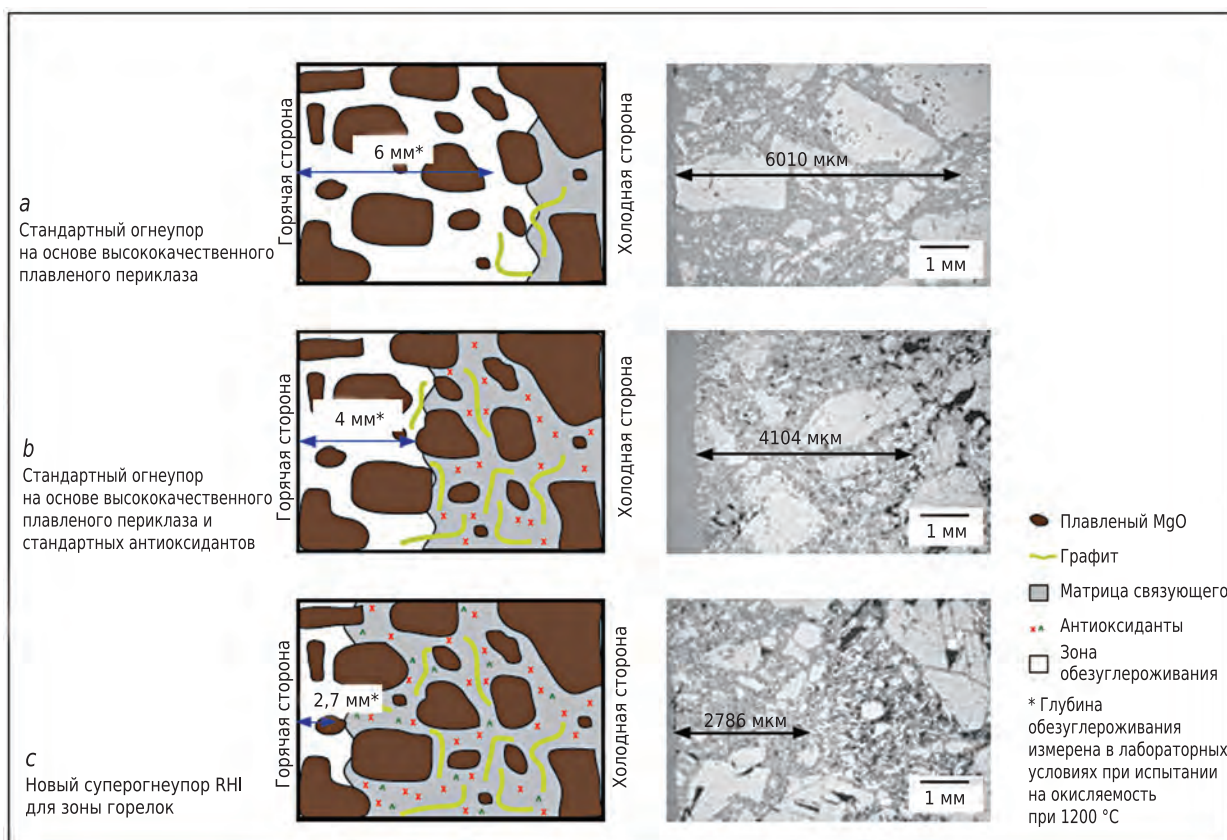 Горячая сторона
6 мм*
Холодная сторона
6010 мкм
1 мм
a
Стандартный огнеупор
на основе высококачественного
плавленого периклаза
Горячая сторона
4 мм*
Холодная сторона
4104 мкм
1 мм
b
Стандартный огнеупор
на основе высококачественного
плавленого периклаза и
стандартных антиоксидантов
Горячая сторона
2,7 мм*
Холодная сторона
2786 мкм
1 мм
c
Новый суперогнеупор RHI
для зоны горелок
Плавленый MgO
Графит
Матрица связующего
Антиоксиданты
Зона
обезуглероживания
* Глубина
обезуглероживания
измерена в лабораторных
условиях при испытании
на окисляемость
при 1200 °C